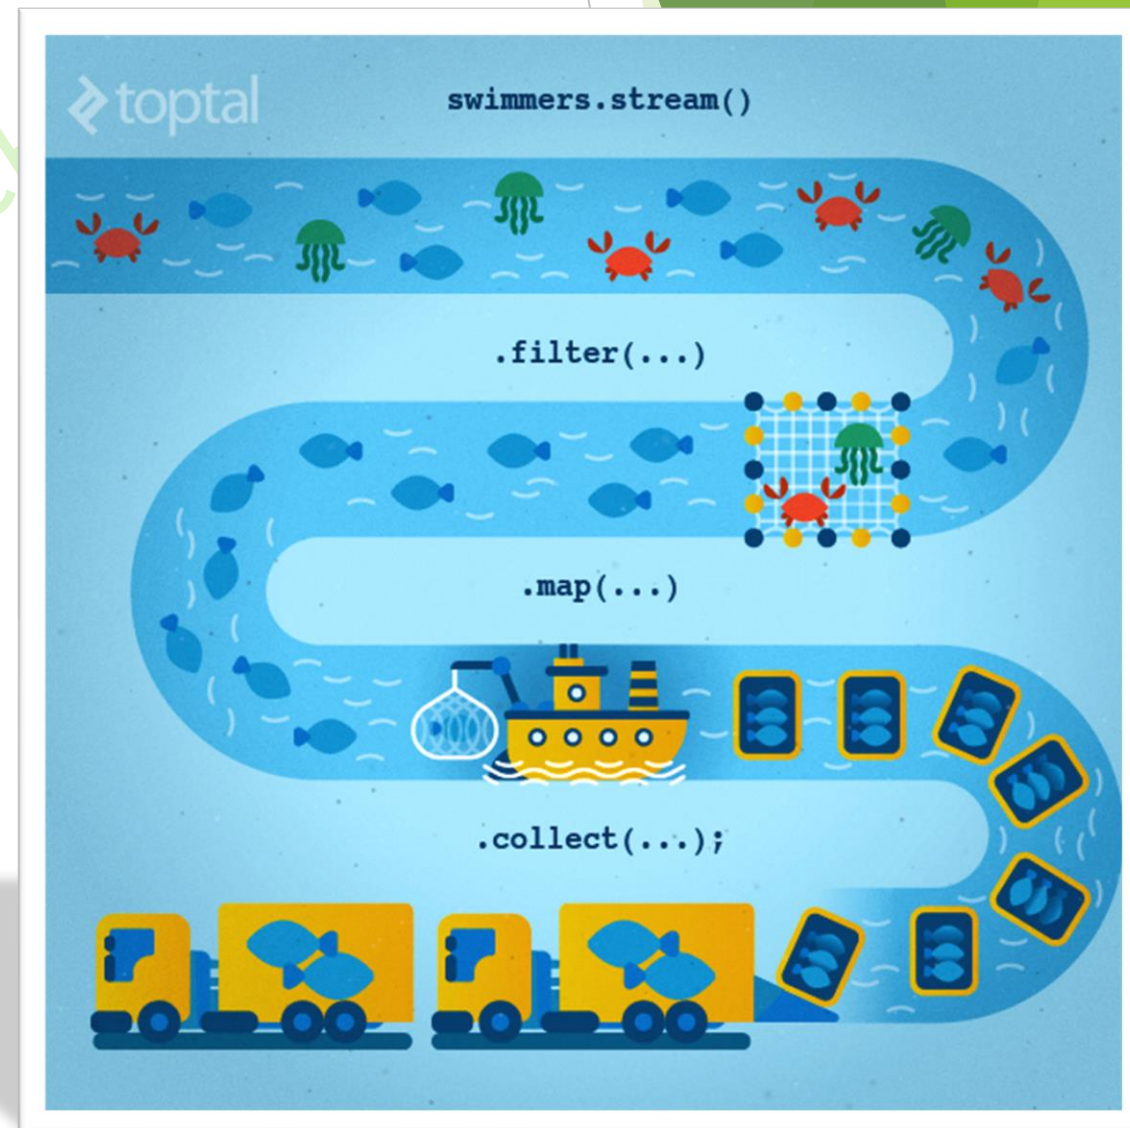 toptal
swimmers.stream()
.filter(...)
.map(...)
.collect(...);